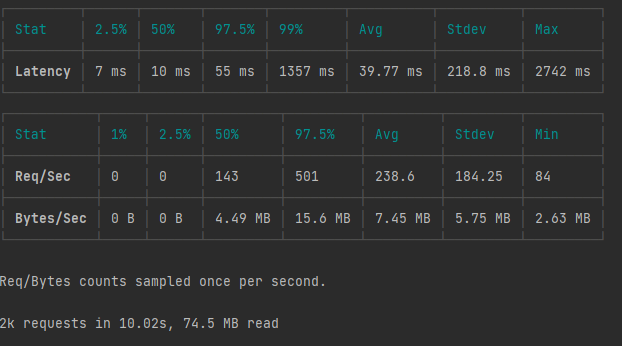 Stat 2.5% 50% 97.5% 99% Avg Stdev Max
Latency 7 ms 10 ms 55 ms 1357 ms 39.77 ms 218.8 ms 2742 ms
Stat 1% 2.5% 50% 97.5% Avg Stdev Min
Req/Sec 0 0 143 501 238.6 184.25 84
Bytes/Sec 0 B 0 B 4.49 MB 15.6 MB 7.45 MB 5.75 MB 2.63 MB
Req/Bytes counts sampled once per second.
2k requests in 10.02s, 74.5 MB read